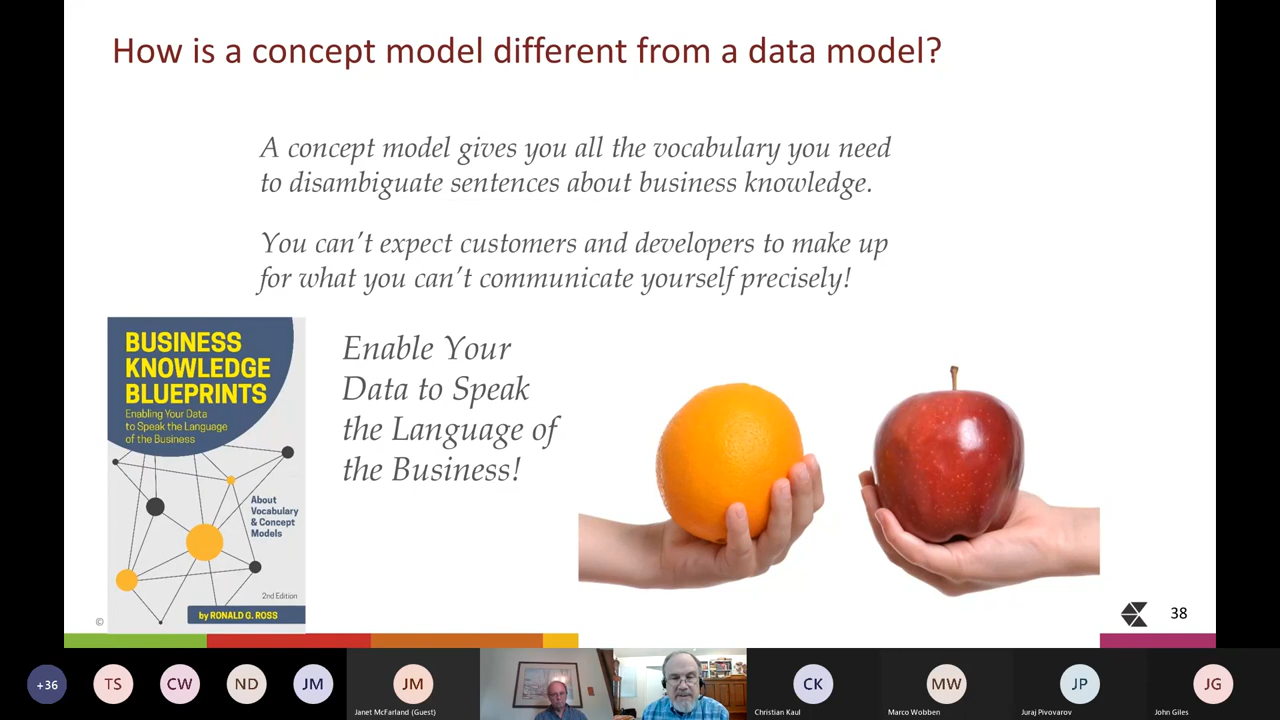 How is a concept model different from a data model?
A concept model gives you all the vocabulary you need
to disambiguate sentences about business knowledge.
You can't expect customers and developers to make up
for what you can't communicate yourself precisely!
BUSINESS
KNOWLEDGE
BLUEPRINTS
Enabling Your Data
to Speak the Language
of the Business
About
Vocabulary
& Concept
Models
2nd Edition
by RONALD G. ROSS
Enable Your
Data to Speak
the Language of
the Business!
©
38
+36
TS
CW
ND
JM
JM
Janet McFarland (Guest)
CK
Christian Kaul
MW
Marco Wobben
JP
Juraj Pivovarov
JG
John Giles